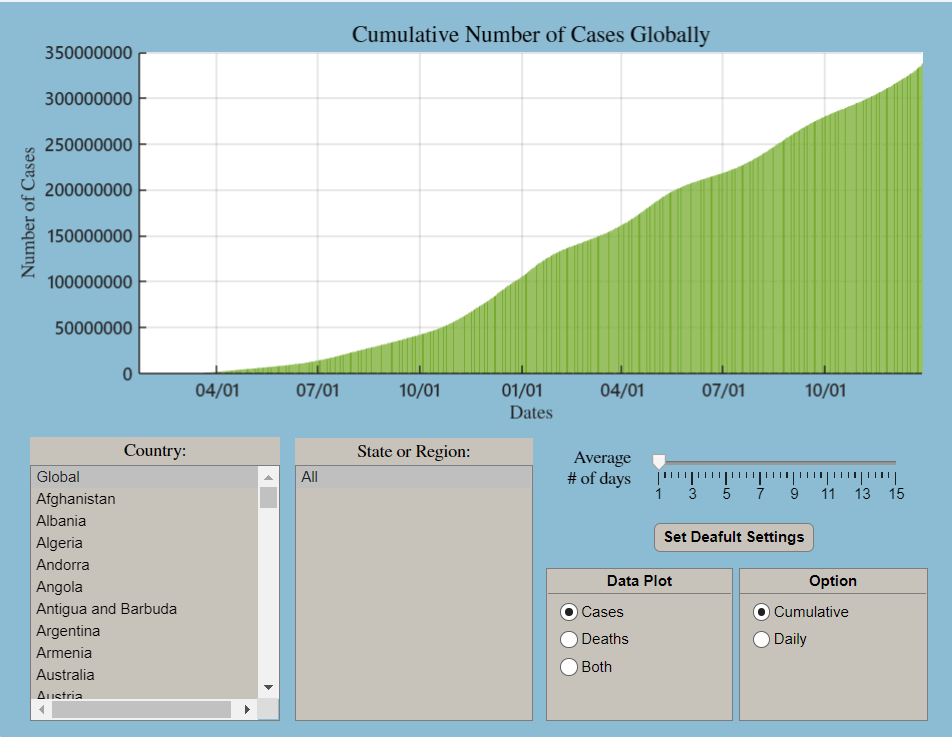 Cumulative Number of Cases Globally
350000000
300000000
250000000
200000000
150000000
100000000
50000000
0
Number of Cases
04/01 07/01 10/01 01/01 04/01 07/01 10/01
Dates
Country:
Global
Afghanistan
Albania
Algeria
Andorra
Angola
Antigua and Barbuda
Argentina
Armenia
Australia
Austria
State or Region:
All
Average
# of days
1 3 5 7 9 11 13 15
Set Deafult Settings
Data Plot
Cases
Deaths
Both
Option
Cumulative
Daily